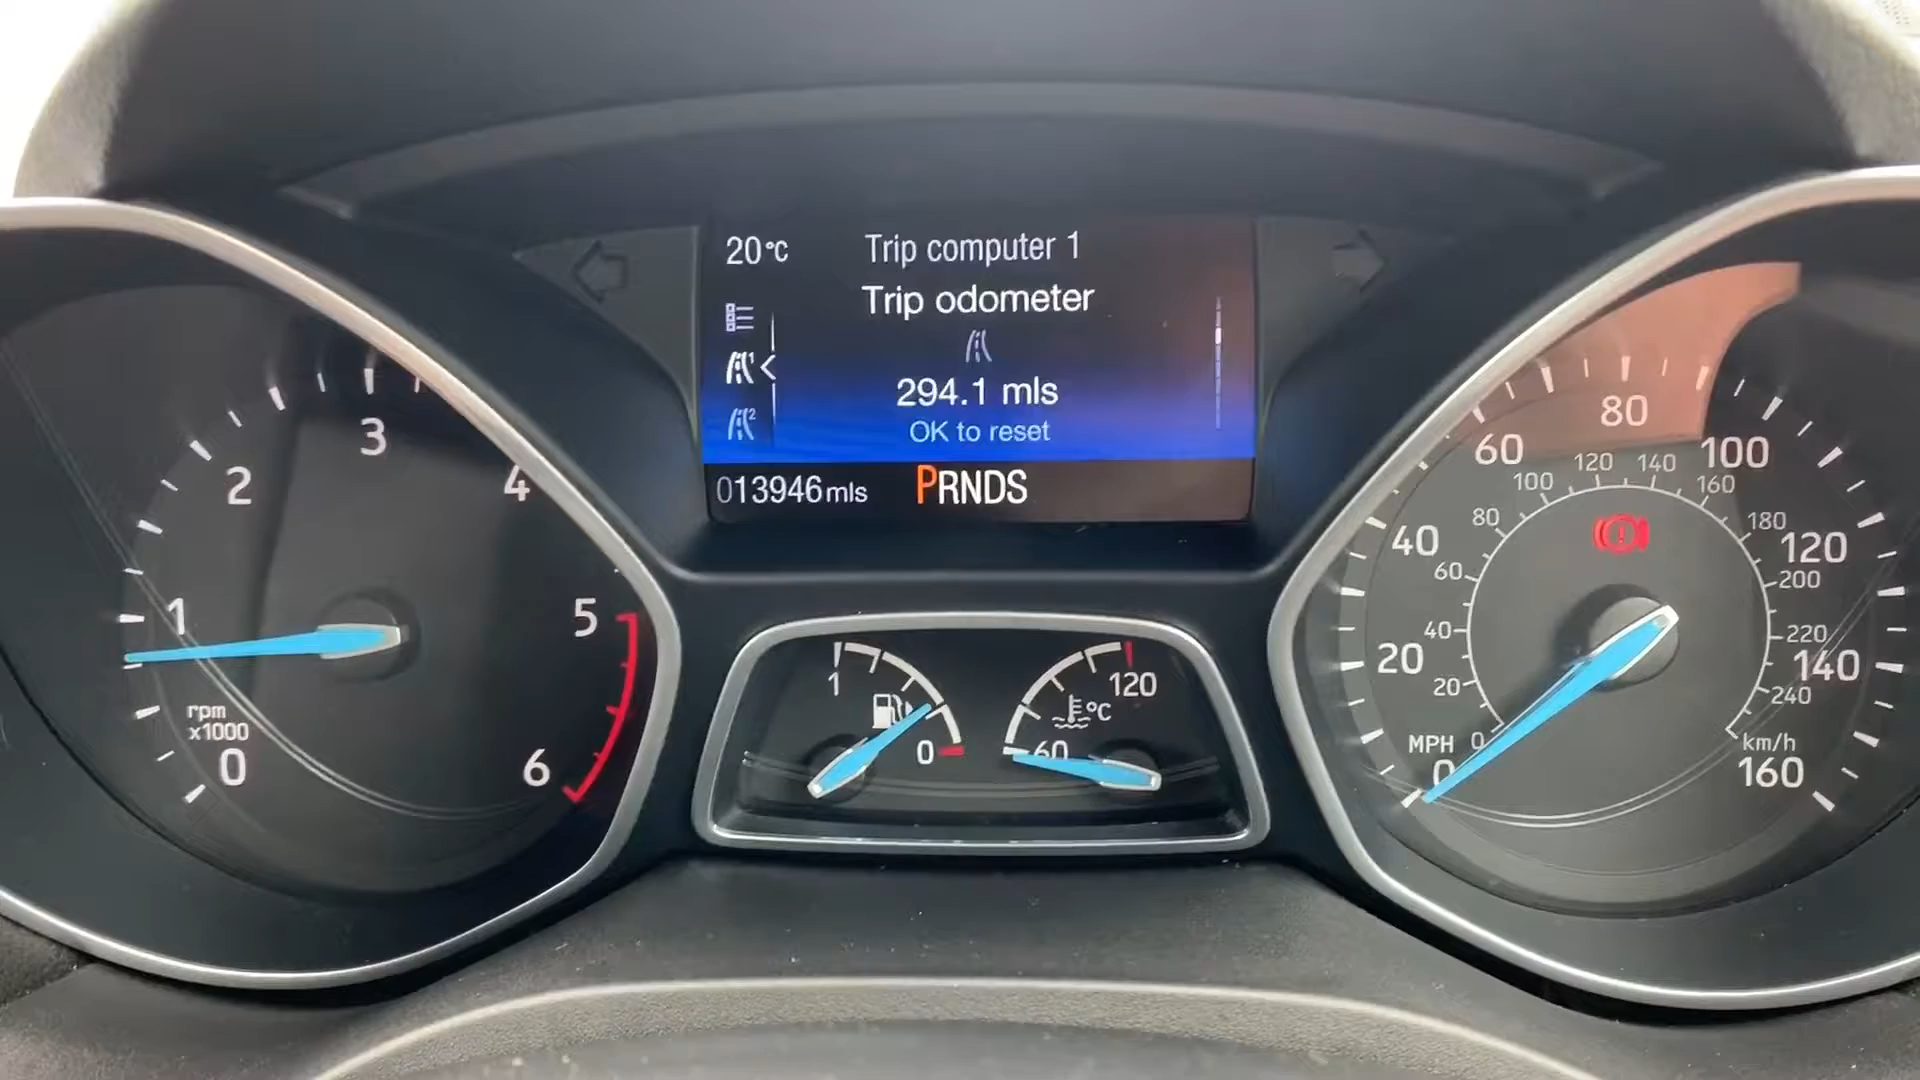 20°C
Trip computer 1
Trip odometer
1
2
294.1 mls
OK to reset
013946mls
PRNDS
0
1
2
3
4
5
6
rpm
x1000
1
0
60
120
°C
MPH
0
20
40
60
80
100
120
140
160
0
20
40
60
80
100
120
140
160
180
200
220
240
km/h